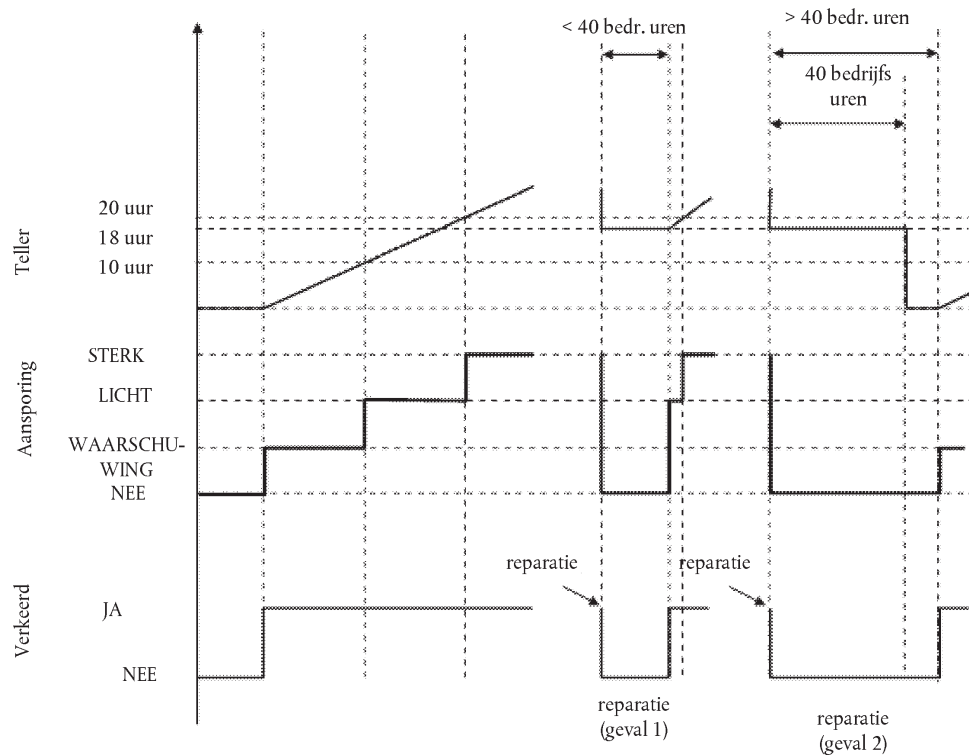 > 40 bedr. uren
< 40 bedr. uren
40 bedrijfs
uren
Teller
20 uur
18 uur
10 uur
Aansporing
STERK
LICHT
WAARSCHU-
WING
NEE
Verkeerd
JA
NEE
reparatie
reparatie
reparatie
(geval 1)
reparatie
(geval 2)